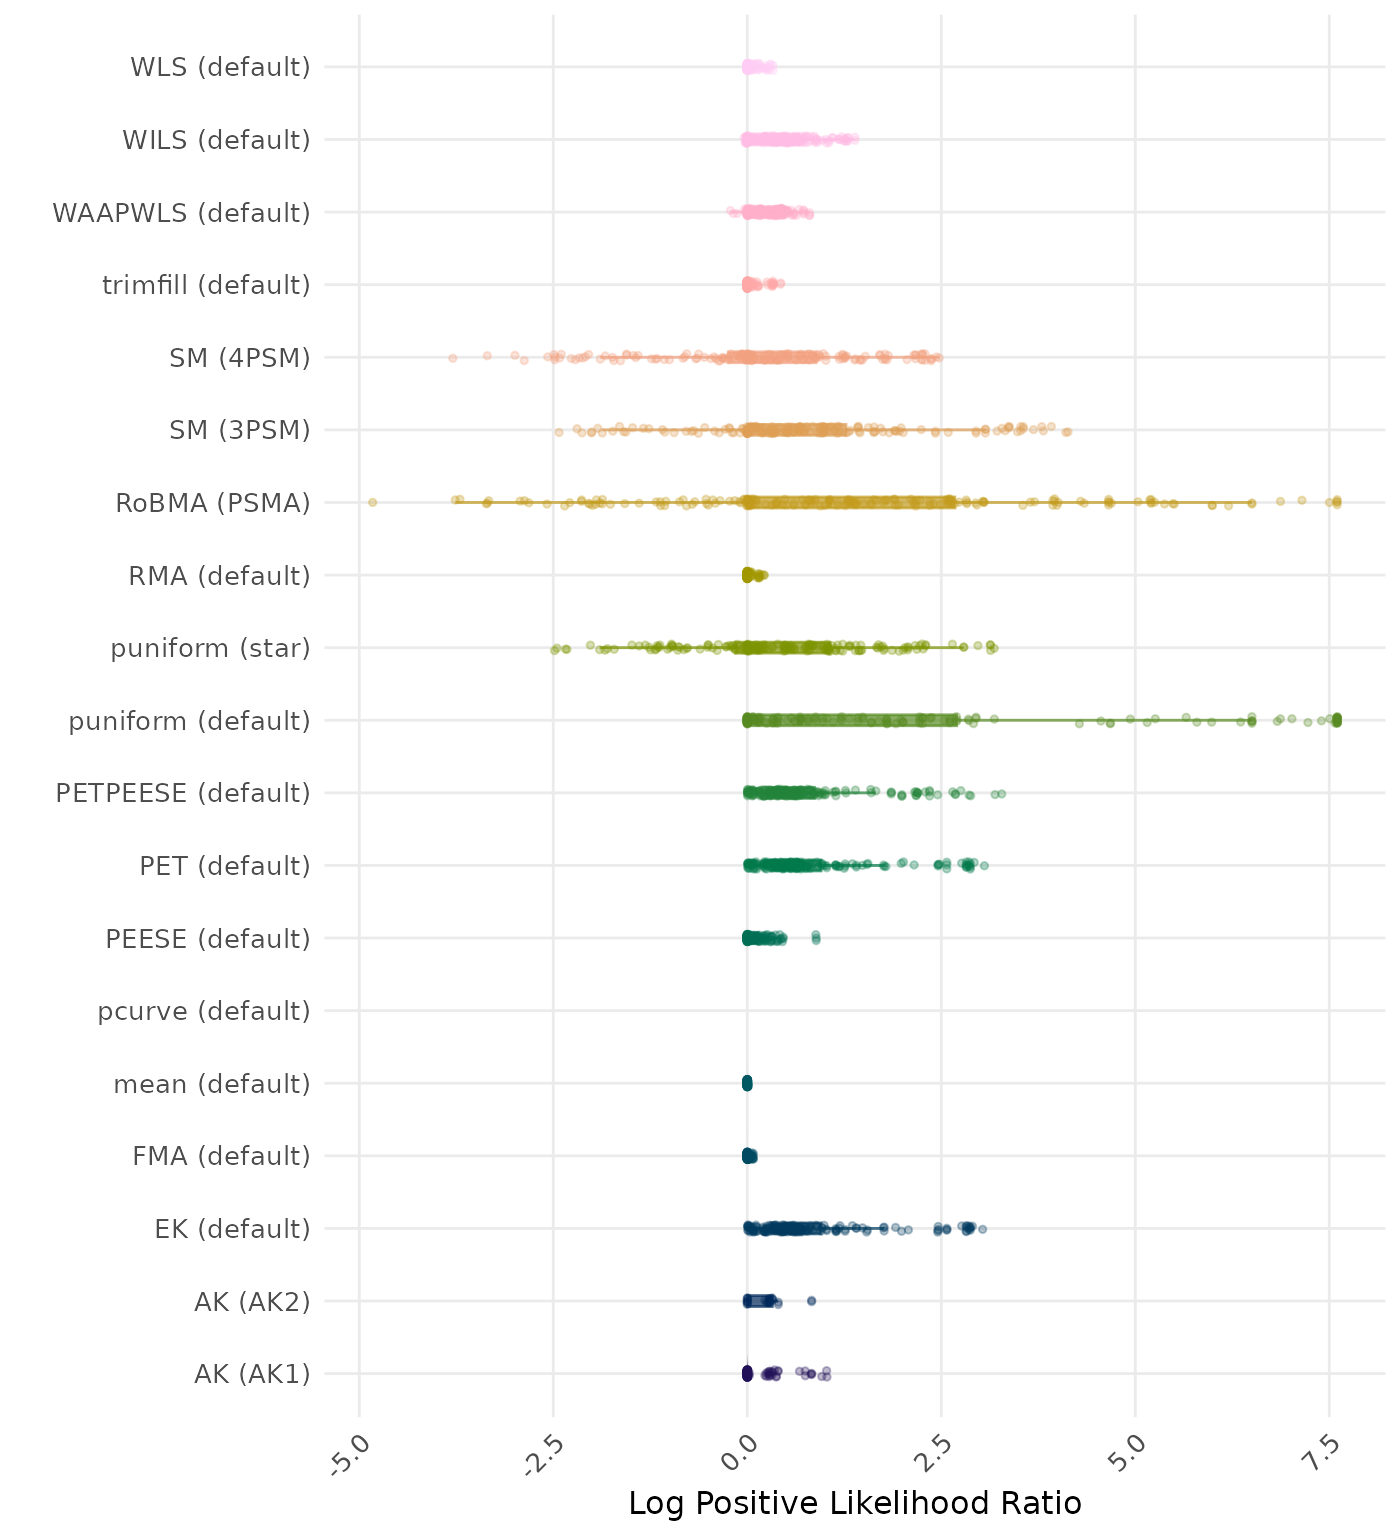 WLS (default)
WILS (default)
WAAPWLS (default)
trimfill (default)
SM (4PSM)
SM (3PSM)
RoBMA (PSMA)
RMA (default)
puniform (star)
puniform (default)
PETPEESE (default)
PET (default)
PEESE (default)
pcurve (default)
mean (default)
FMA (default)
EK (default)
AK (AK2)
AK (AK1)
-5.0 -2.5 0.0 2.5 5.0 7.5
Log Positive Likelihood Ratio